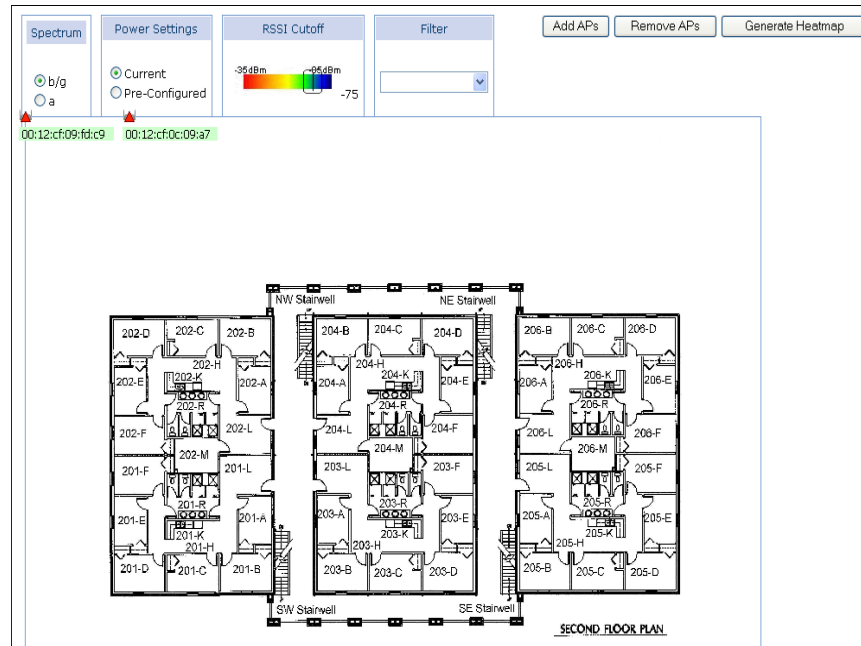 Spectrum
b/g
a
Power Settings
Current
Pre-Configured
RSSI Cutoff
-35dBm
-95dBm
-75
Filter
Add APs
Remove APs
Generate Heatmap
00:12:cf:09:fd:c9
00:12:cf:0c:09:a7
NW Stairwell
NE Stairwell
202-D
202-C
202-B
202-H
202-K
202-E
202-A
202-R
202-F
202-L
202-M
201-F
201-L
201-R
201-E
201-A
201-K
201-H
201-D
201-C
201-B
204-B
204-C
204-D
204-H
204-K
204-A
204-E
204-R
204-L
204-F
204-M
203-L
203-F
203-R
203-A
203-E
203-K
203-H
203-B
203-C
203-D
206-B
206-C
206-D
206-H
206-K
206-A
206-E
206-R
206-L
206-F
206-M
205-L
205-F
205-R
205-A
205-E
205-K
205-H
205-B
205-C
205-D
SW Stairwell
SE Stairwell
SECOND FLOOR PLAN